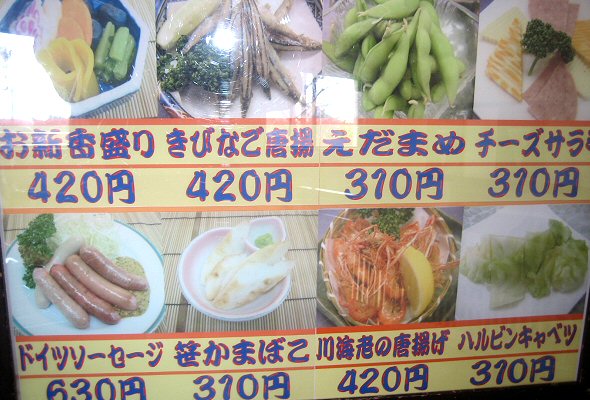 お新香盛り きびなご唐揚 えだまめ チーズサラミ
420円 420円 310円 310円
ドイツソーセージ 笹かまぼこ 川海老の唐揚げ ハルピンキャベツ
630円 310円 420円 310円